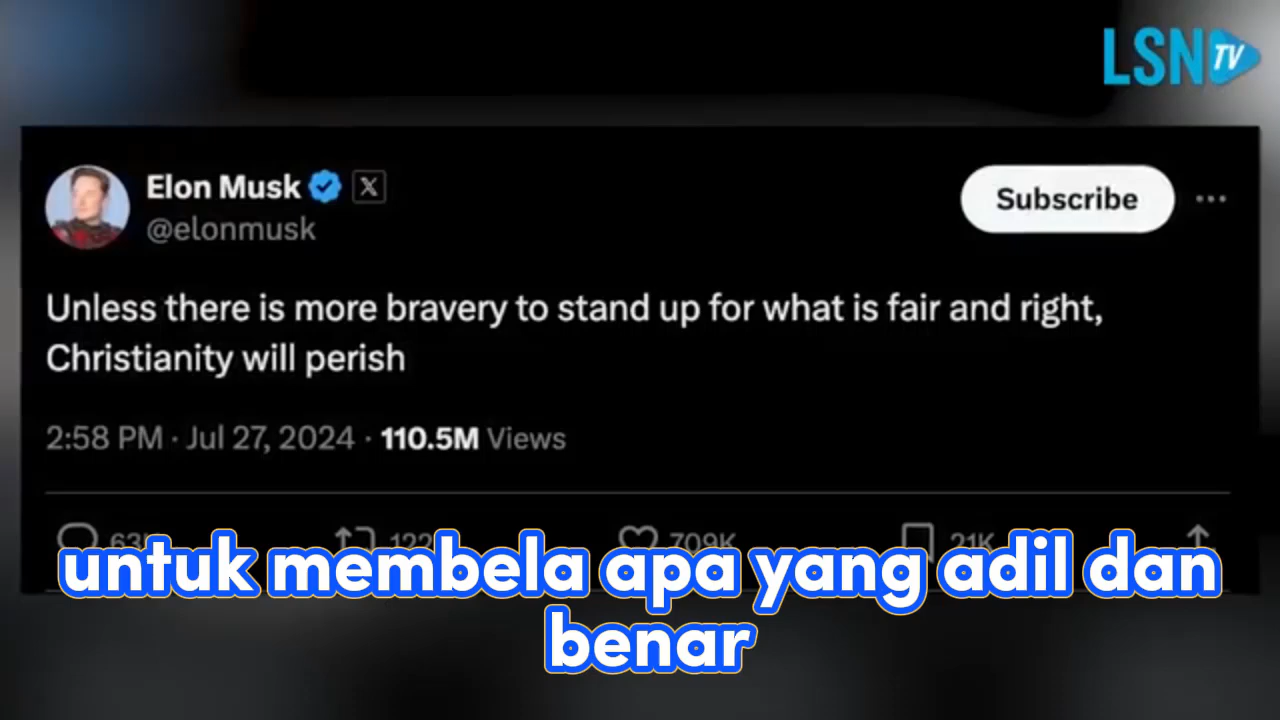 LSN TV
Elon Musk
@elonmusk
Subscribe
Unless there is more bravery to stand up for what is fair and right,
Christianity will perish
2:58 PM · Jul 27, 2024 · 110.5M Views
709K
21K
untuk membela apa yang adil dan
benar